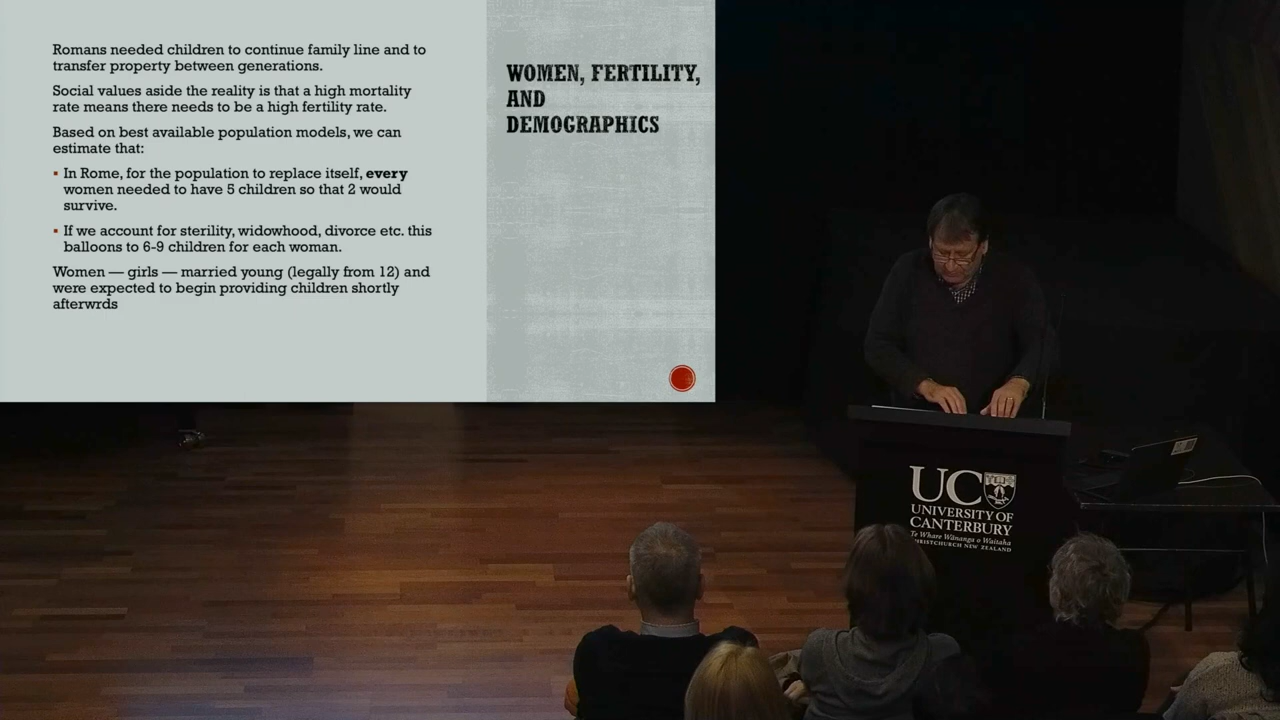 Romans needed children to continue family line and to
transfer property between generations.
Social values aside the reality is that a high mortality
rate means there needs to be a high fertility rate.
Based on best available population models, we can
estimate that:
▪ In Rome, for the population to replace itself, every
women needed to have 5 children so that 2 would
survive.
▪ If we account for sterility, widowhood, divorce etc. this
balloons to 6-9 children for each woman.
Women — girls — married young (legally from 12) and
were expected to begin providing children shortly
afterwrds
WOMEN, FERTILITY,
AND
DEMOGRAPHICS
UC
UNIVERSITY OF
CANTERBURY
Te Whare Wānanga o Waitaha
CHRISTCHURCH NEW ZEALAND